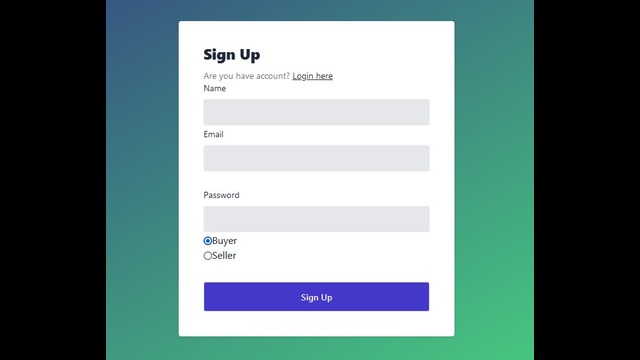 Sign Up
Are you have account? Login here
Name
Email
Password
Buyer
Seller
Sign Up